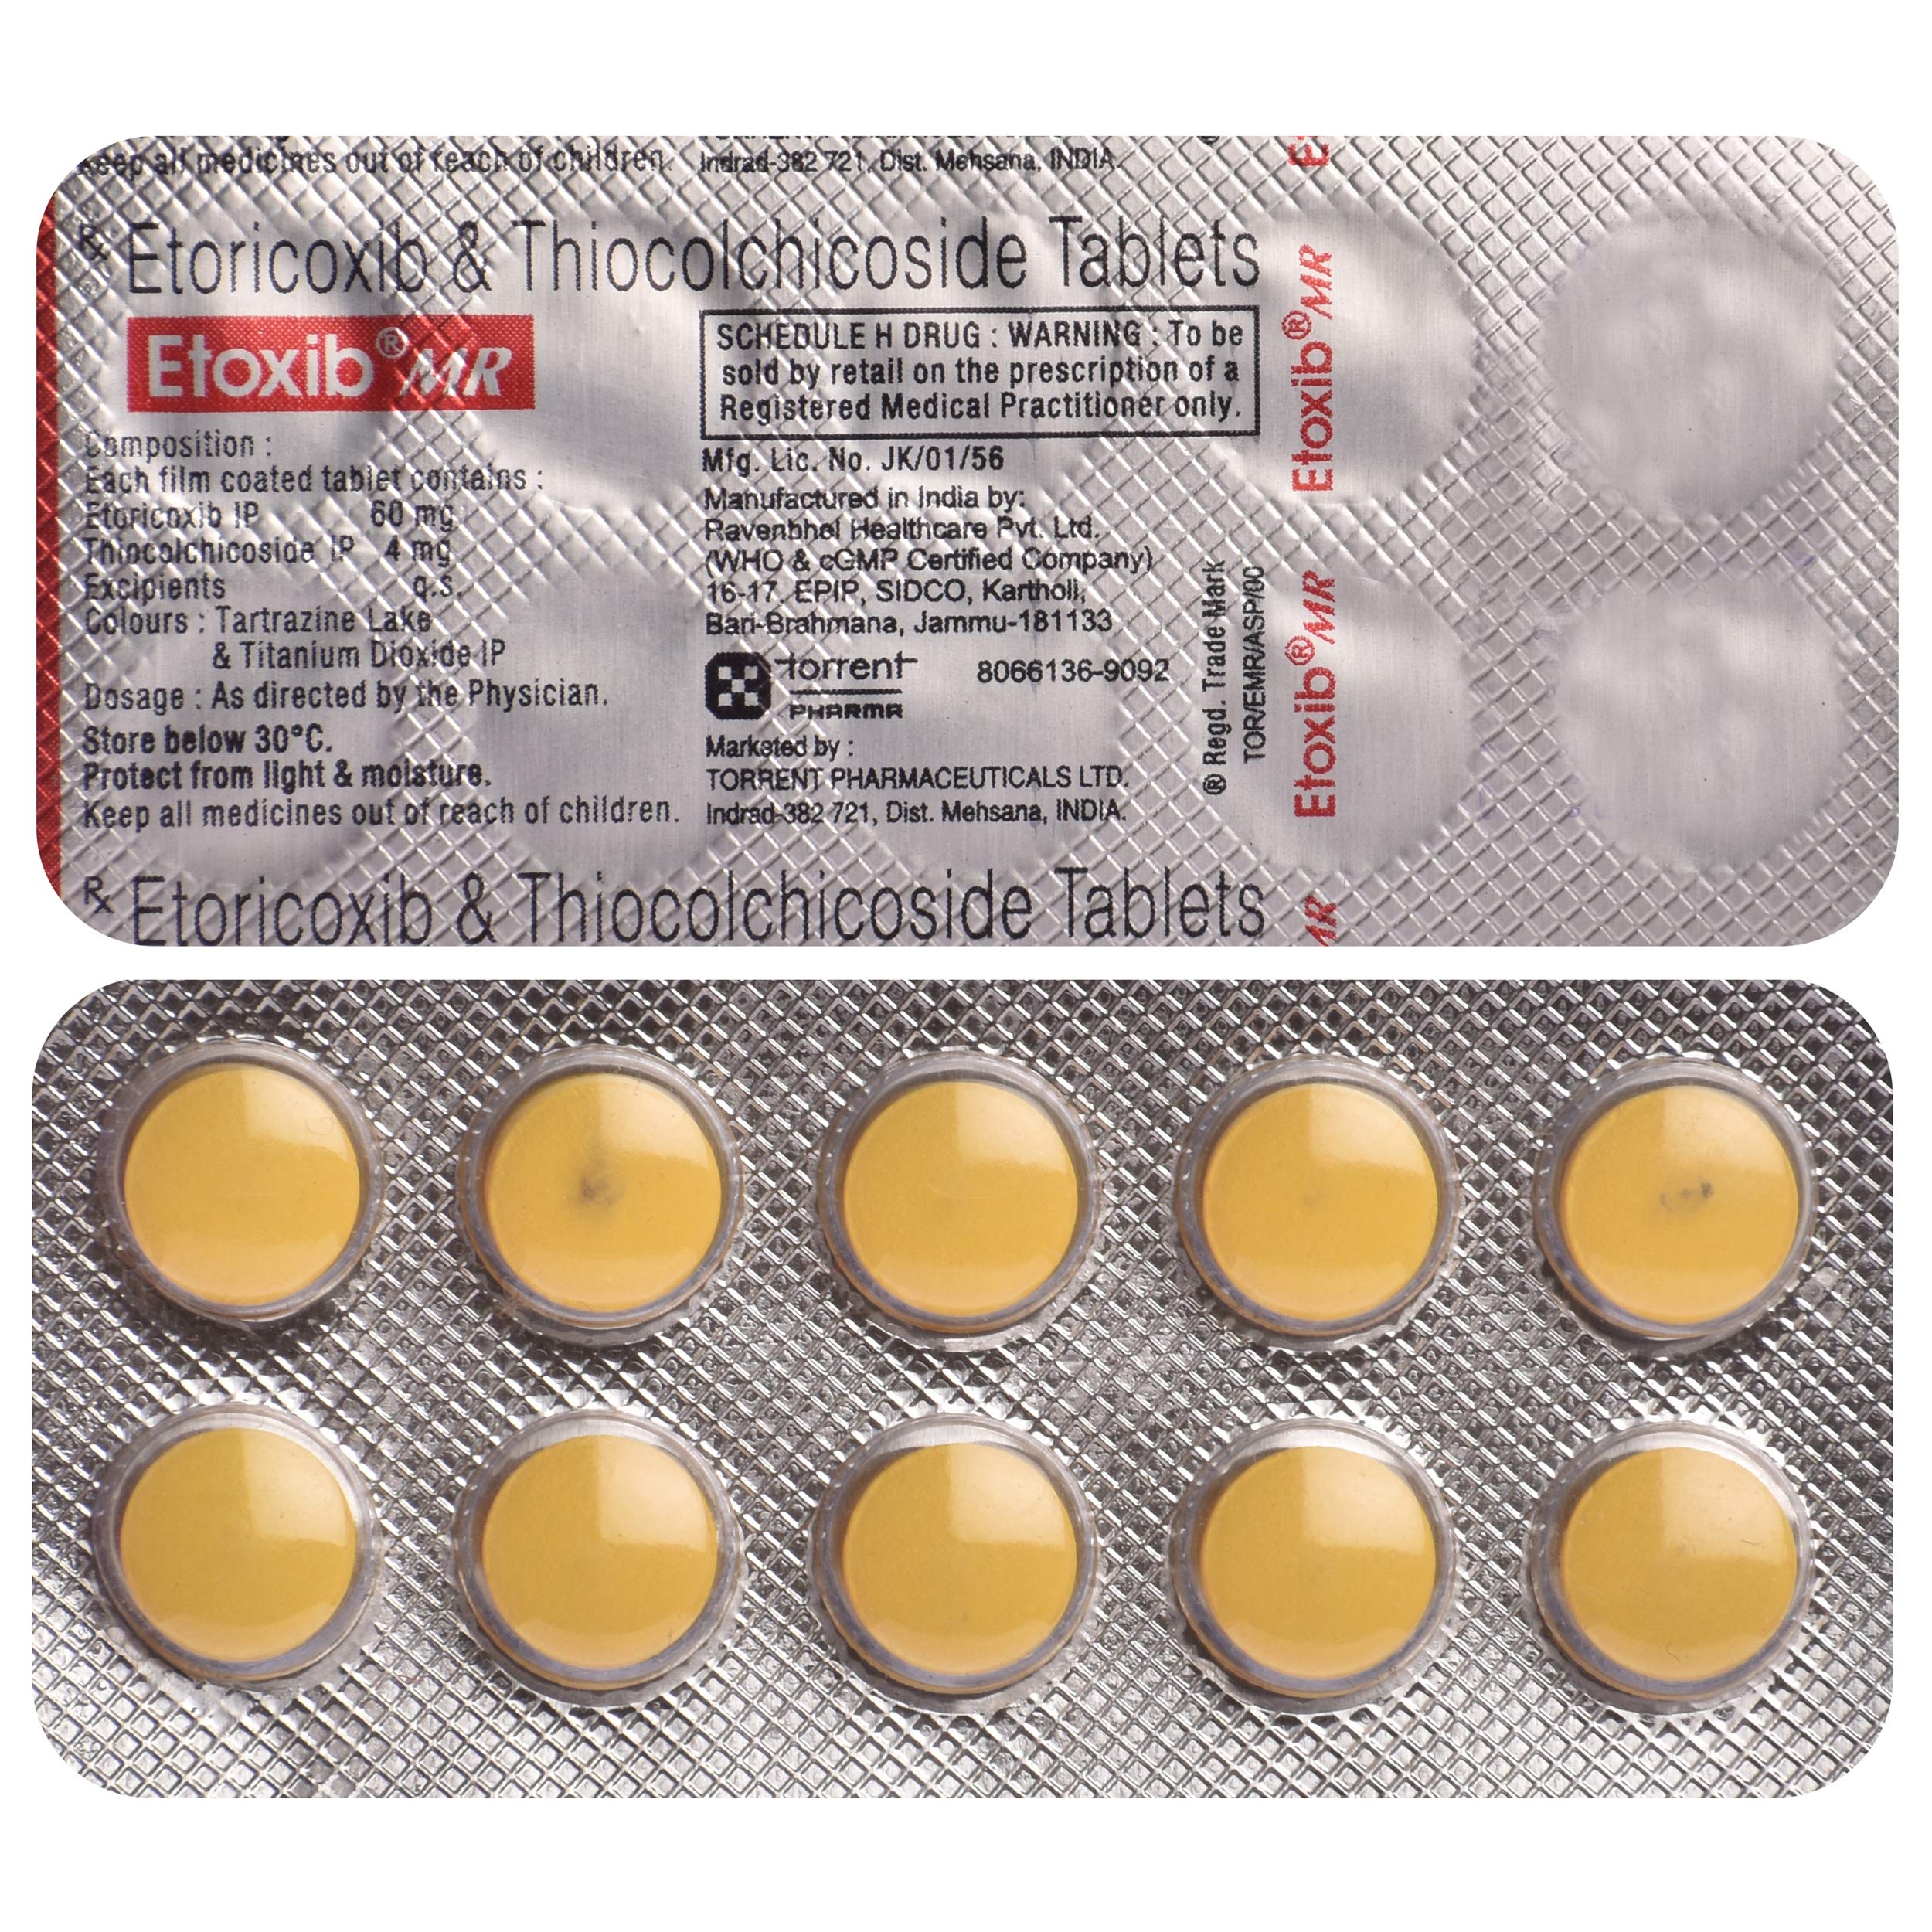 Keep all medicines out of reach of children.
Indrad-382 721, Dist. Mehsana, INDIA.
Rx Etoricoxib & Thiocolchicoside Tablets
Etoxib® MR
Composition :
Each film coated tablet contains :
Etoricoxib IP 60 mg
Thiocolchicoside IP 4 mg
Excipients q.s.
Colours : Tartrazine Lake
& Titanium Dioxide IP
Dosage : As directed by the Physician.
Store below 30°C.
Protect from light & moisture.
Keep all medicines out of reach of children.
SCHEDULE H DRUG : WARNING : To be
sold by retail on the prescription of a
Registered Medical Practitioner only.
Mfg. Lic. No. JK/01/56
Manufactured in India by:
Ravenbhel Healthcare Pvt. Ltd.
(WHO & cGMP Certified Company)
16-17, EPIP, SIDCO, Kartholi,
Bari-Brahmana, Jammu-181133
torrent
PHARMA
8066136-9092
Marketed by :
TORRENT PHARMACEUTICALS LTD.
Indrad-382 721, Dist. Mehsana, INDIA.
® Regd. Trade Mark
TOR/EMR/ASP/00
Etoxib® MR
Etoxib® MR
MR
Rx Etoricoxib & Thiocolchicoside Tablets